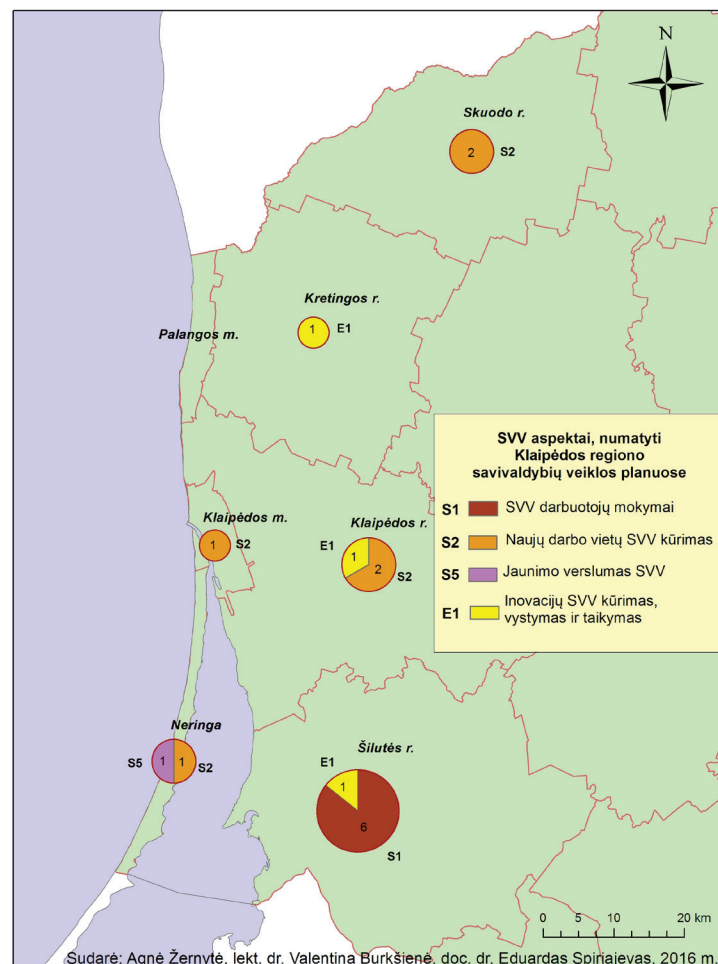 N
Skuodo r.
2 S2
Kretingos r.
1 E1
Palangos m.
SVV aspektai, numatyti
Klaipėdos regiono
savivaldybių veiklos planuose
S1 SVV darbuotojų mokymai
S2 Naujų darbo vietų SVV kūrimas
S5 Jaunimo verslumas SVV
E1 Inovacijų SVV kūrimas,
vystymas ir taikymas
Klaipėdos m.
1 S2
Klaipėdos r.
E1 1
2 S2
Neringa
S5 1 1 S2
Šilutės r.
E1 1
6
S1
0 5 10 20 km
Sudarė: Agnė Žernytė, lekt. dr. Valentina Burkšienė, doc. dr. Eduardas Spiriajevas, 2016 m.